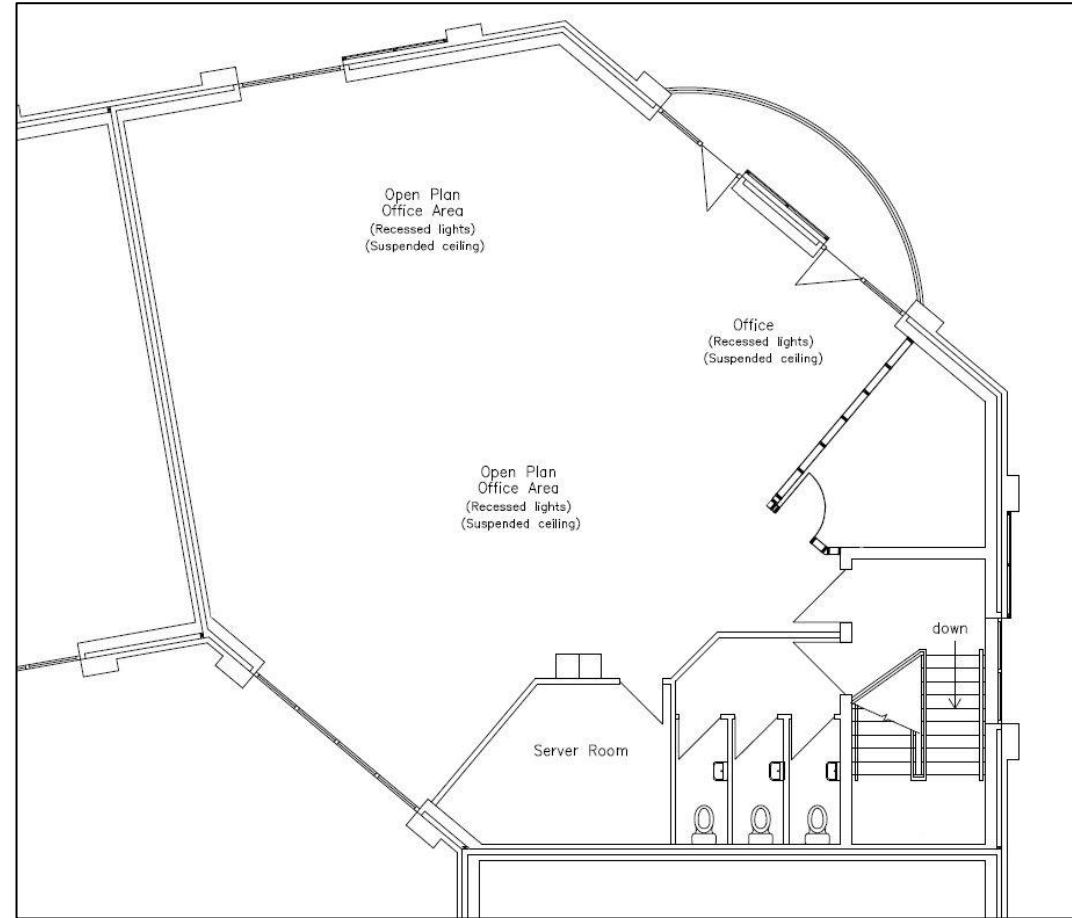 Open Plan
Office Area
(Recessed lights)
(Suspended ceiling)
Office
(Recessed lights)
(Suspended ceiling)
Open Plan
Office Area
(Recessed lights)
(Suspended ceiling)
down
Server Room